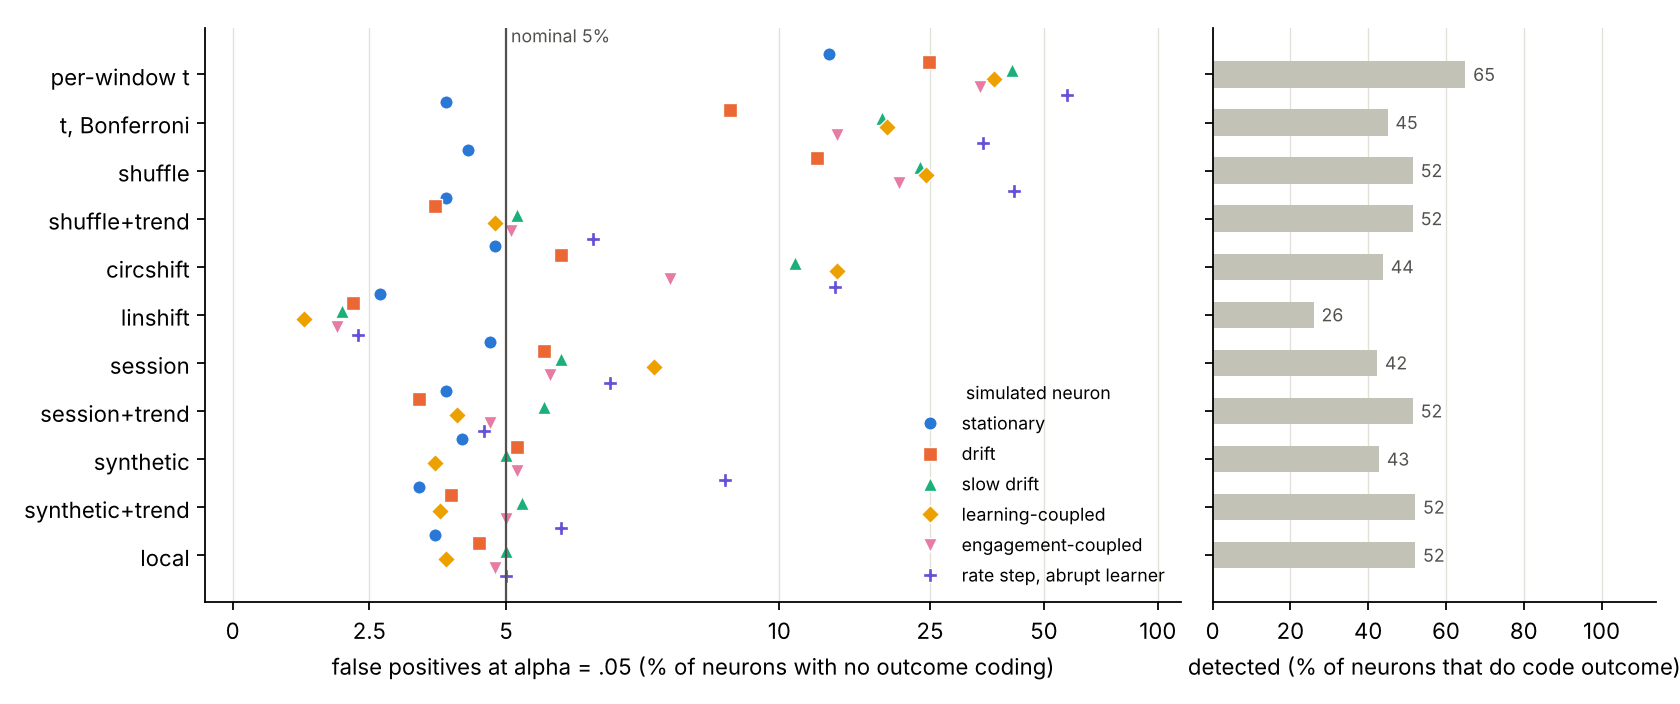 nominal 5%
per-window t
t, Bonferroni
shuffle
shuffle+trend
circshift
linshift
session
session+trend
synthetic
synthetic+trend
local
simulated neuron
stationary
drift
slow drift
learning-coupled
engagement-coupled
rate step, abrupt learner
0 2.5 5 10 25 50 100
false positives at alpha = .05 (% of neurons with no outcome coding)
65
45
52
52
44
26
42
52
43
52
52
0 20 40 60 80 100
detected (% of neurons that do code outcome)